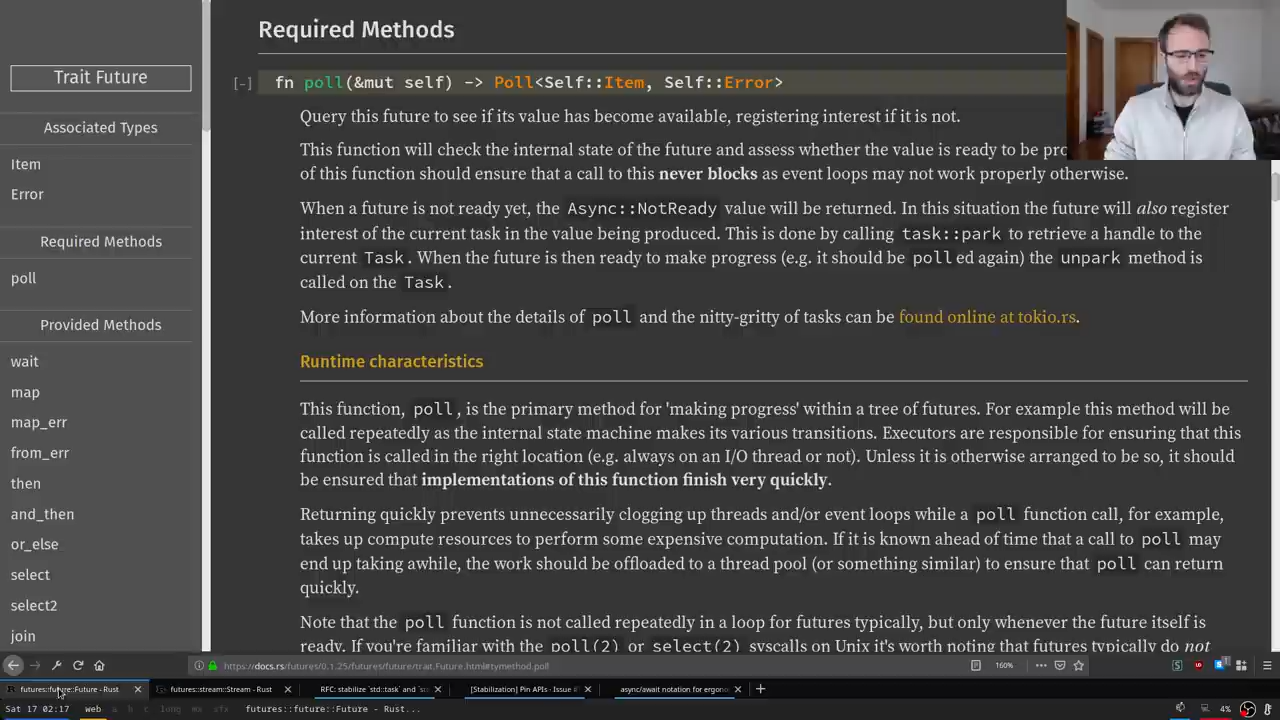 Trait Future
Associated Types
Item
Error
Required Methods
poll
Provided Methods
wait
map
map_err
from_err
then
and_then
or_else
select
select2
join
Required Methods
[-] fn poll(&mut self) -> Poll<Self::Item, Self::Error>
Query this future to see if its value has become available, registering interest if it is not.
This function will check the internal state of the future and assess whether the value is ready to be
of this function should ensure that a call to this never blocks as event loops may not work properly otherwise.
When a future is not ready yet, the Async::NotReady value will be returned. In this situation the future will also register
interest of the current task in the value being produced. This is done by calling task::park to retrieve a handle to the
current Task. When the future is then ready to make progress (e.g. it should be polled again) the unpark method is
called on the Task.
More information about the details of poll and the nitty-gritty of tasks can be found online at tokio.rs.
Runtime characteristics
This function, poll, is the primary method for 'making progress' within a tree of futures. For example this method will be
called repeatedly as the internal state machine makes its various transitions. Executors are responsible for ensuring that this
function is called in the right location (e.g. always on an I/O thread or not). Unless it is otherwise arranged to be so, it should
be ensured that implementations of this function finish very quickly.
Returning quickly prevents unnecessarily clogging up threads and/or event loops while a poll function call, for example,
takes up compute resources to perform some expensive computation. If it is known ahead of time that a call to poll may
end up taking awhile, the work should be offloaded to a thread pool (or something similar) to ensure that poll can return
quickly.
Note that the poll function is not called repeatedly in a loop for futures typically, but only whenever the future itself is
ready. If you're familiar with the poll(2) or select(2) syscalls on Unix it's worth noting that futures typically do not
https://docs.rs/futures/0.1.25/futures/future/trait.Future.html#tymethod.poll
160%
futures::future::Future - Rust
futures::stream::Stream - Rust
RFC: stabilize `std::task` and `s
[Stabilization] Pin APIs · Issue #
async/await notation for ergono
Sat 17 02:17
web
futures::future::Future - Rust...
4%